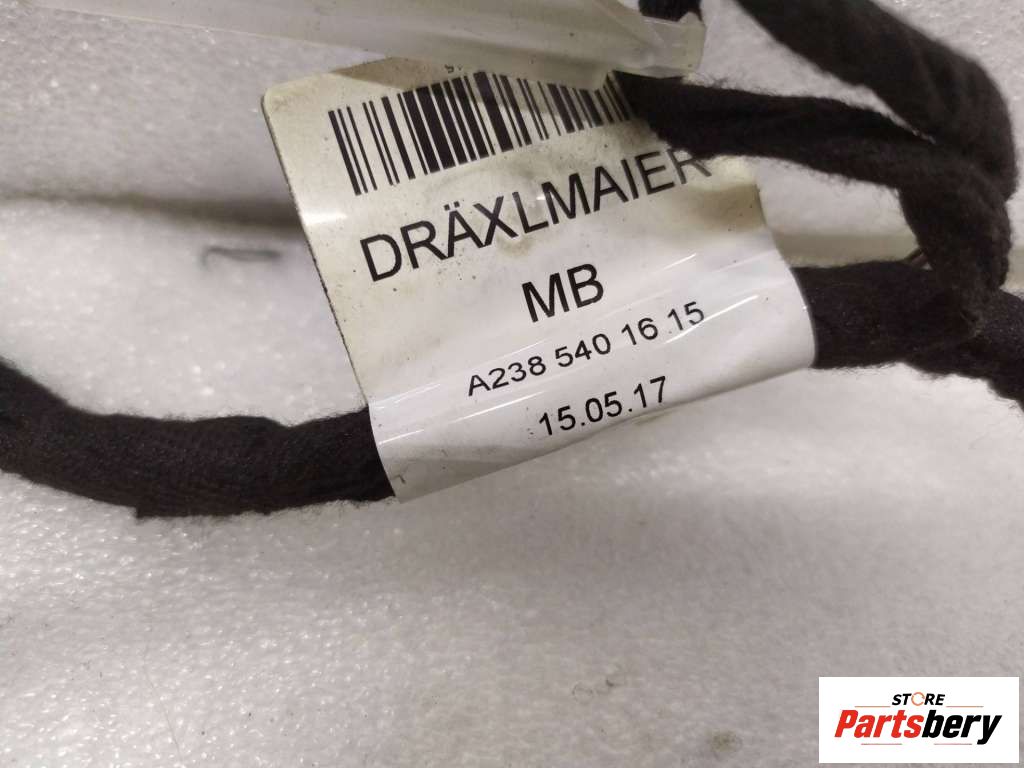 DRÄXLMAIER
MB
A238 540 16 15
15.05.17
STORE
Partsbery